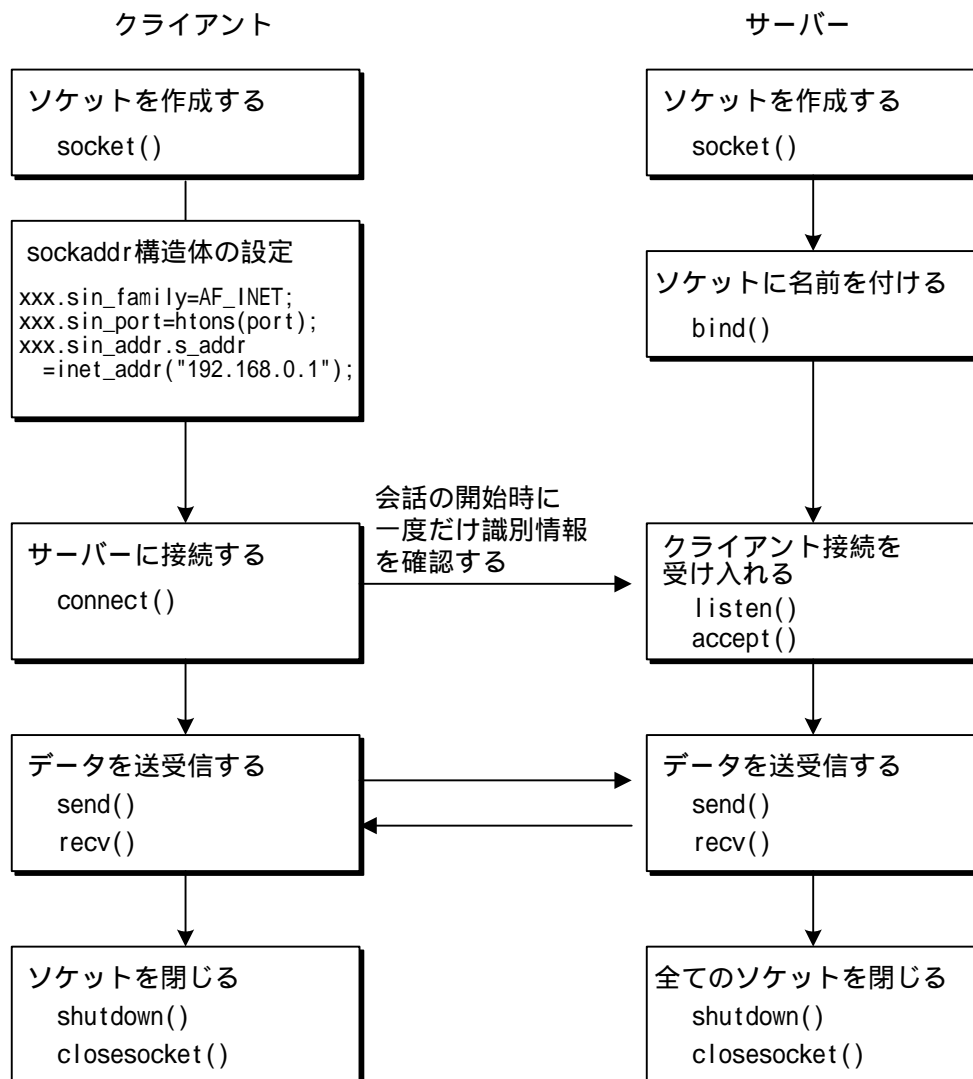 クライアント
ソケットを作成する
socket()
sockaddr構造体の設定
xxx.sin_family=AF_INET;
xxx.sin_port=htons(port);
xxx.sin_addr.s_addr
=inet_addr("192.168.0.1");
サーバーに接続する
connect()
会話の開始時に
一度だけ識別情報
を確認する
データを送受信する
send()
recv()
ソケットを閉じる
shutdown()
closesocket()
サーバー
ソケットを作成する
socket()
ソケットに名前を付ける
bind()
クライアント接続を
受け入れる
listen()
accept()
データを送受信する
send()
recv()
全てのソケットを閉じる
shutdown()
closesocket()